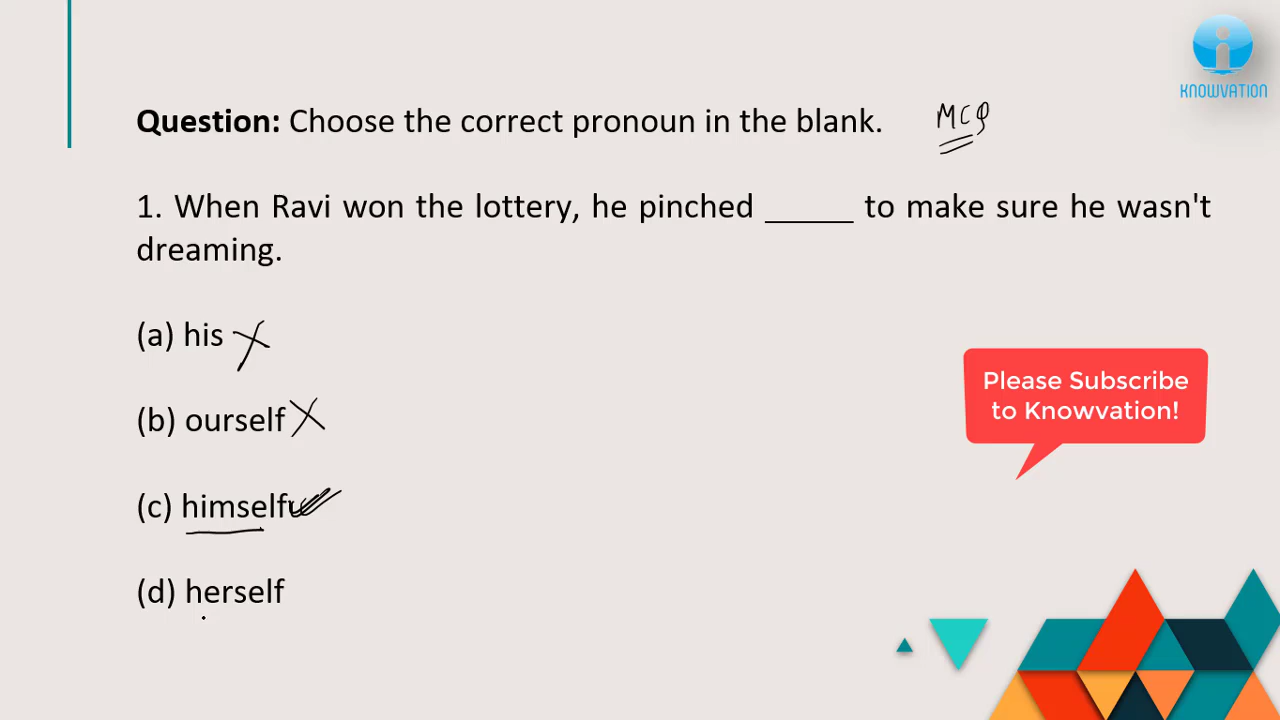 KNOWVATION
Question: Choose the correct pronoun in the blank. MCQ
1. When Ravi won the lottery, he pinched _____ to make sure he wasn't
dreaming.
(a) his
(b) ourself
Please Subscribe
to Knowvation!
(c) himself
(d) herself